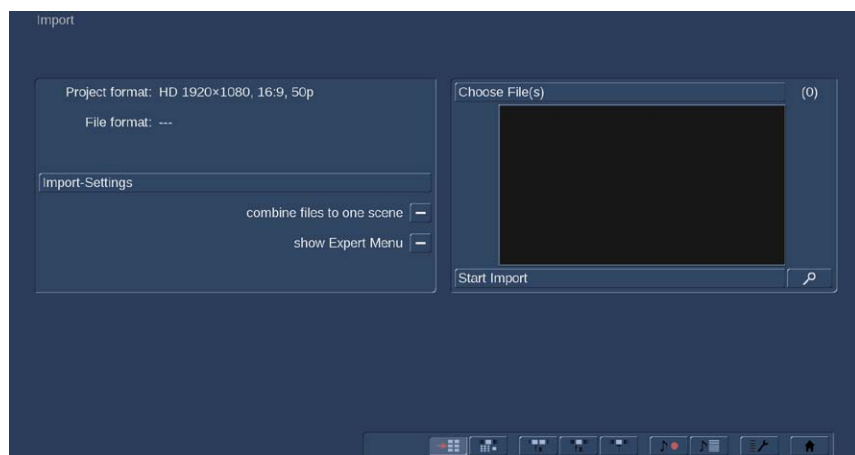 Import
Project format: HD 1920×1080, 16:9, 50p
File format: ---
Import-Settings
combine files to one scene
show Expert Menu
Choose File(s) (0)
Start Import